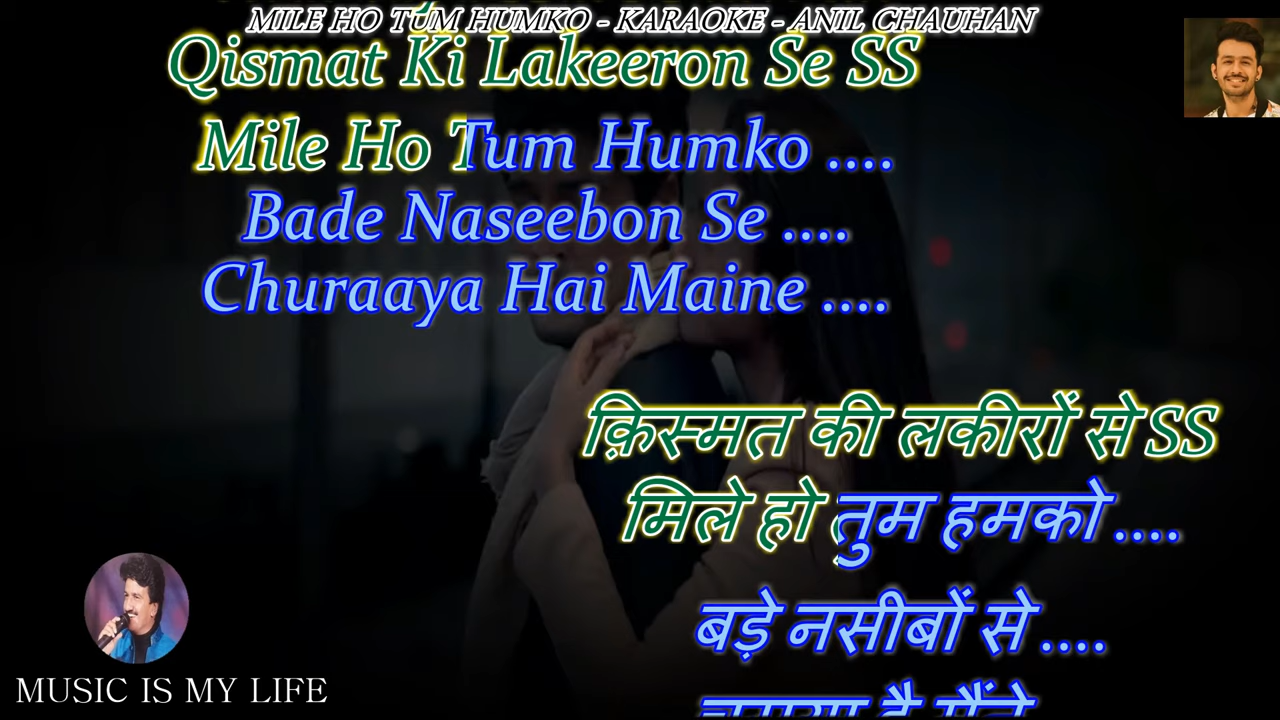 MILE HO TUM HUMKO - KARAOKE - ANIL CHAUHAN
Qismat Ki Lakeeron Se SS
Mile Ho Tum Humko ....
Bade Naseebon Se ....
Churaaya Hai Maine ....
क़िस्मत की लकीरों से SS
मिले हो तुम हमको ....
बड़े नसीबों से ....
MUSIC IS MY LIFE